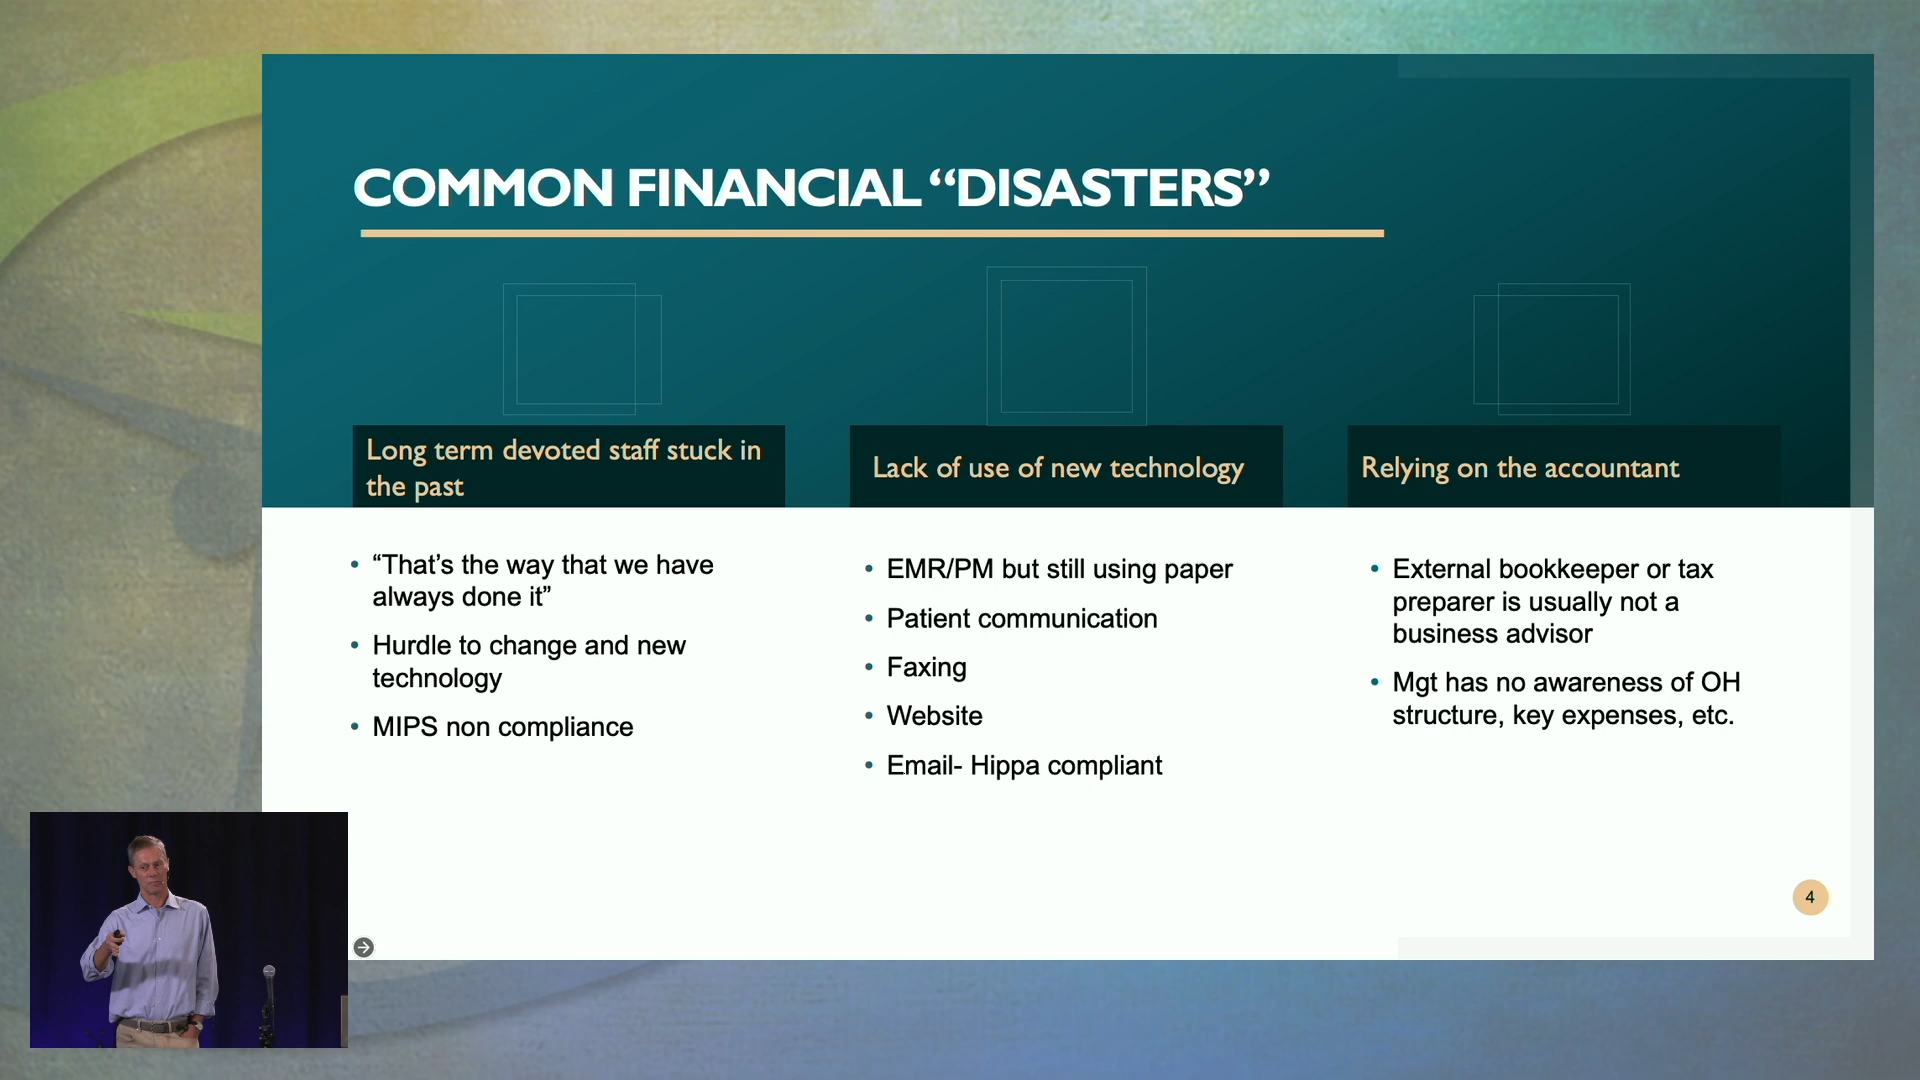 COMMON FINANCIAL “DISASTERS”
Long term devoted staff stuck in
the past
• “That’s the way that we have
always done it”
• Hurdle to change and new
technology
• MIPS non compliance
Lack of use of new technology
• EMR/PM but still using paper
• Patient communication
• Faxing
• Website
• Email- Hippa compliant
Relying on the accountant
• External bookkeeper or tax
preparer is usually not a
business advisor
• Mgt has no awareness of OH
structure, key expenses, etc.
4